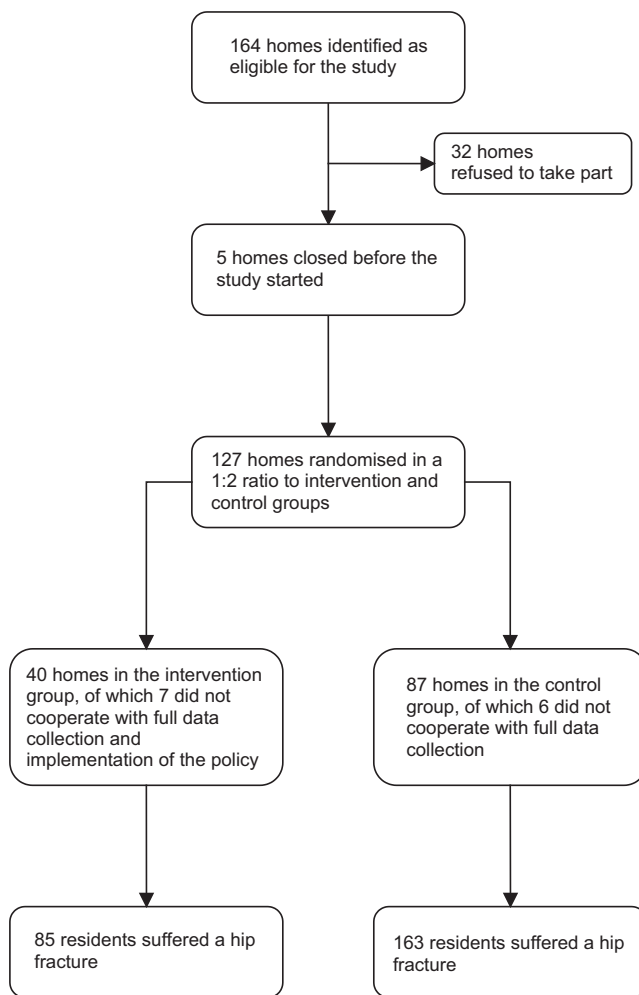 164 homes identified as
eligible for the study
32 homes
refused to take part
5 homes closed before the
study started
127 homes randomised in a
1:2 ratio to intervention and
control groups
40 homes in the intervention
group, of which 7 did not
cooperate with full data
collection and
implementation of the policy
87 homes in the control
group, of which 6 did not
cooperate with full data
collection
85 residents suffered a hip
fracture
163 residents suffered a hip
fracture